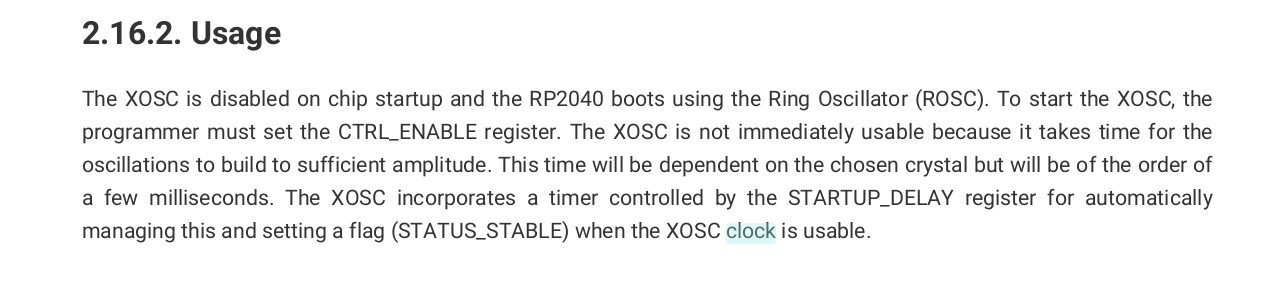 2.16.2. Usage
The XOSC is disabled on chip startup and the RP2040 boots using the Ring Oscillator (ROSC). To start the XOSC, the
programmer must set the CTRL_ENABLE register. The XOSC is not immediately usable because it takes time for the
oscillations to build to sufficient amplitude. This time will be dependent on the chosen crystal but will be of the order of
a few milliseconds. The XOSC incorporates a timer controlled by the STARTUP_DELAY register for automatically
managing this and setting a flag (STATUS_STABLE) when the XOSC clock is usable.